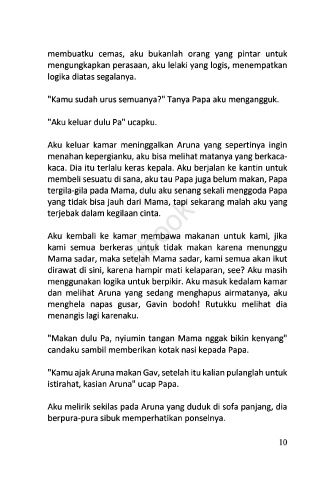 membuatku cemas, aku bukanlah orang yang pintar untuk
mengungkapkan perasaan, aku lelaki yang logis, menempatkan
logika diatas segalanya.
"Kamu sudah urus semuanya?" Tanya Papa aku mengangguk.
"Aku keluar dulu Pa" ucapku.
Aku keluar kamar meninggalkan Aruna yang sepertinya ingin
menahan kepergianku, aku bisa melihat matanya yang berkaca-
kaca. Dia itu terlalu keras kepala. Aku berjalan ke kantin untuk
membeli sesuatu di sana, aku tau Papa juga belum makan, Papa
tergila-gila pada Mama, dulu aku senang sekali menggoda Papa
yang tidak bisa jauh dari Mama, tapi sekarang malah aku yang
terjebak dalam kegilaan cinta.
Aku kembali ke kamar membawa makanan untuk kami, jika
kami semua berkeras untuk tidak makan karena menunggu
Mama sadar, maka setelah Mama sadar, kami semua akan ikut
dirawat di sini, karena hampir mati kelaparan, see? Aku masih
menggunakan logika untuk berpikir. Aku masuk kedalam kamar
dan melihat Aruna yang sedang menghapus airmatanya, aku
menghela napas gusar, Gavin bodoh! Rutukku melihat dia
menangis lagi karenaku.
"Makan dulu Pa, nyiumin tangan Mama nggak bikin kenyang"
candaku sambil memberikan kotak nasi kepada Papa.
"Kamu ajak Aruna makan Gav, setelah itu kalian pulanglah untuk
istirahat, kasian Aruna" ucap Papa.
Aku melirik sekilas pada Aruna yang duduk di sofa panjang, dia
berpura-pura sibuk memperhatikan ponselnya.
10